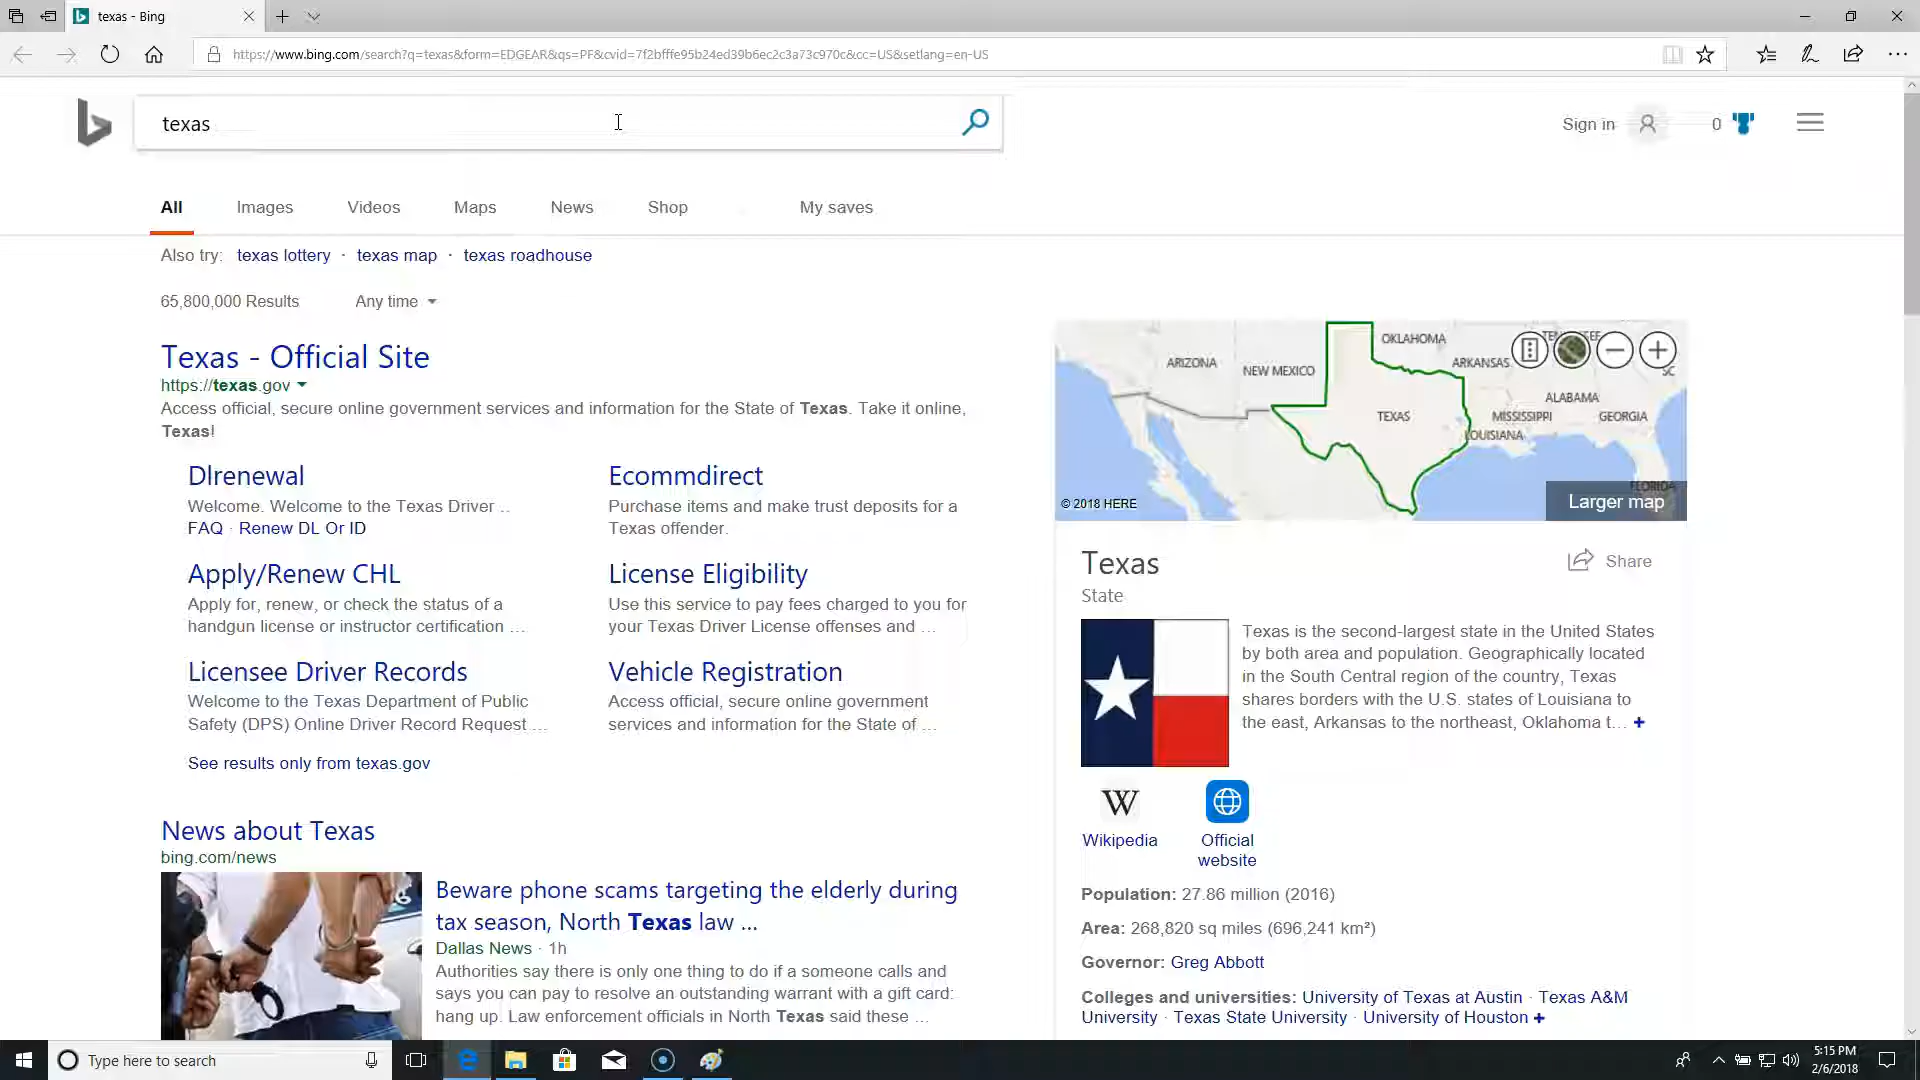 texas - Bing
https://www.bing.com/search?q=texas&form=EDGEAR&qs=PF&cvid=7f2bfffe95b24ed39b6ec2c3a73c970c&cc=US&setlang=en-US
texas
Sign in
0
All
Images
Videos
Maps
News
Shop
My saves
Also try: texas lottery · texas map · texas roadhouse
65,800,000 Results
Any time
Texas - Official Site
https://texas.gov
Access official, secure online government services and information for the State of Texas. Take it online,
Texas!
Dlrenewal
Welcome. Welcome to the Texas Driver ..
FAQ · Renew DL Or ID
Ecommdirect
Purchase items and make trust deposits for a
Texas offender.
Apply/Renew CHL
Apply for, renew, or check the status of a
handgun license or instructor certification ...
License Eligibility
Use this service to pay fees charged to you for
your Texas Driver License offenses and ...
Licensee Driver Records
Welcome to the Texas Department of Public
Safety (DPS) Online Driver Record Request ...
Vehicle Registration
Access official, secure online government
services and information for the State of ...
See results only from texas.gov
News about Texas
bing.com/news
Beware phone scams targeting the elderly during
tax season, North Texas law ...
Dallas News · 1h
Authorities say there is only one thing to do if a someone calls and
says you can pay to resolve an outstanding warrant with a gift card:
hang up. Law enforcement officials in North Texas said these ...
OKLAHOMA
ARIZONA
NEW MEXICO
ARKANSAS
SC
ALABAMA
TEXAS
MISSISSIPPI
GEORGIA
LOUISIANA
FLORIDA
© 2018 HERE
Larger map
Texas
Share
State
Texas is the second-largest state in the United States
by both area and population. Geographically located
in the South Central region of the country, Texas
shares borders with the U.S. states of Louisiana to
the east, Arkansas to the northeast, Oklahoma t... +
W
Wikipedia
Official
website
Population: 27.86 million (2016)
Area: 268,820 sq miles (696,241 km²)
Governor: Greg Abbott
Colleges and universities: University of Texas at Austin · Texas A&M
University · Texas State University · University of Houston +
Type here to search
5:15 PM
2/6/2018